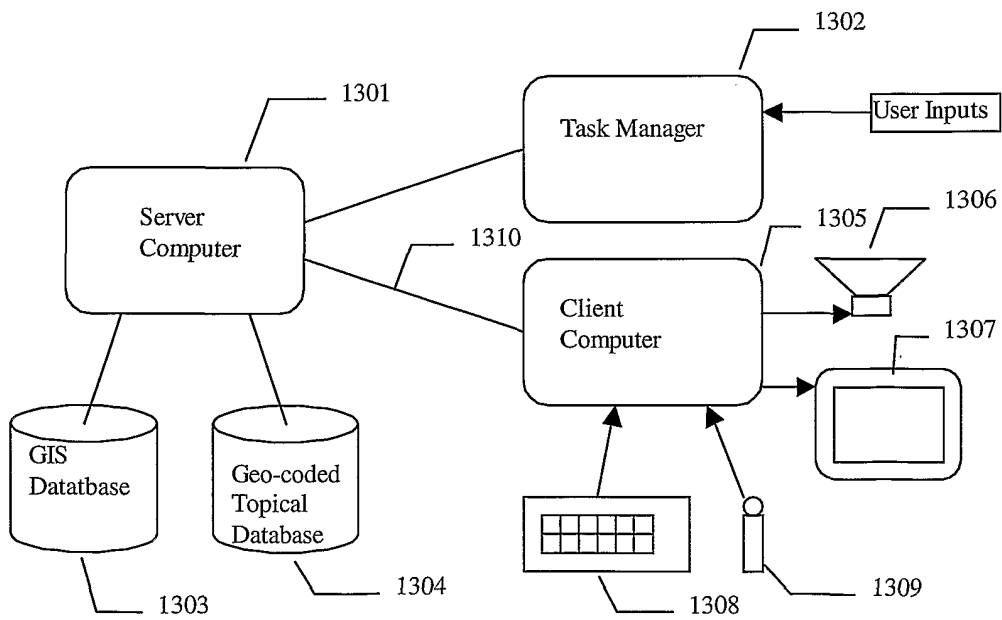 1302
1301
Task Manager
User Inputs
Server
Computer
1310
1305
1306
Client
Computer
1307
GIS
Datatbase
Geo-coded
Topical
Database
1303
1304
1308
1309